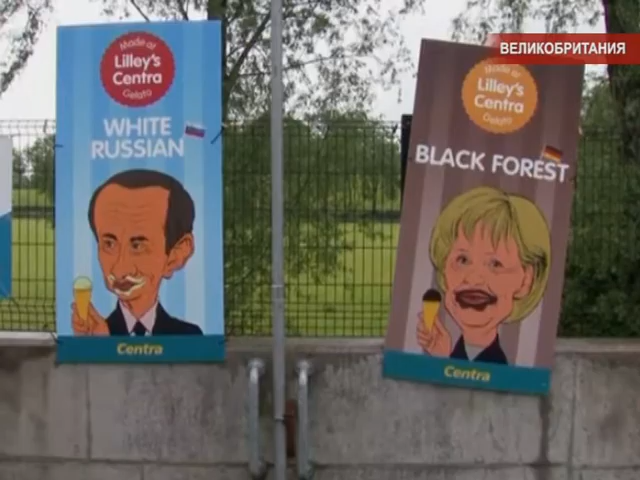 ВЕЛИКОБРИТАНИЯ
Made at
Lilley's
Centra
Gelato
WHITE
RUSSIAN
Centra
Made at
Lilley's
Centra
Gelato
BLACK FOREST
Centra